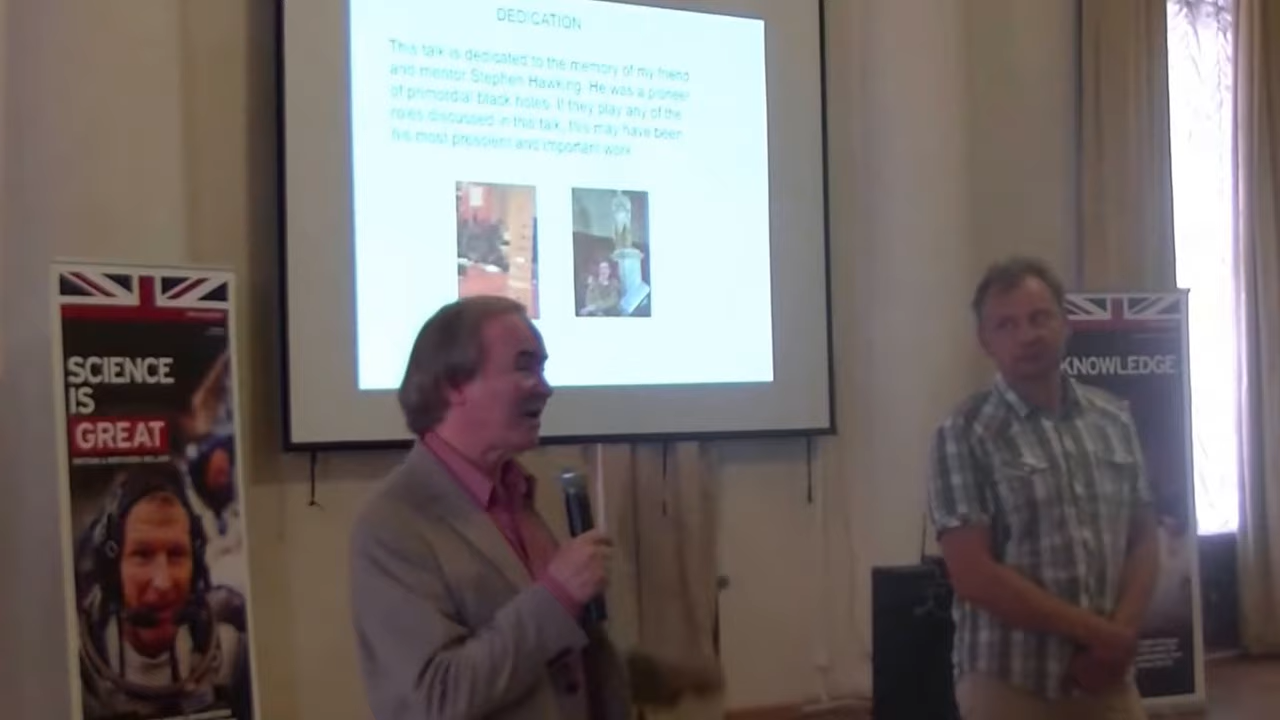 DEDICATION
This talk is dedicated to the memory of my friend
and mentor Stephen Hawking. He was a pioneer
of primordial black holes. If they play any of the
roles discussed in this talk, this may have been
his most prescient and important work
SCIENCE
IS
GREAT
KNOWLEDGE